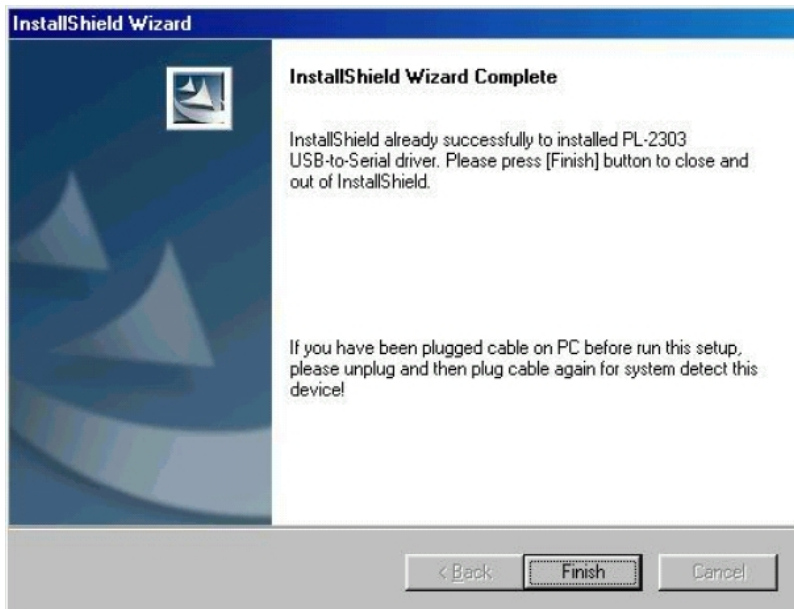 InstallShield Wizard
InstallShield Wizard Complete
InstallShield already successfully to installed PL-2303
USB-to-Serial driver. Please press [Finish] button to close and
out of InstallShield.
If you have been plugged cable on PC before run this setup,
please unplug and then plug cable again for system detect this
device!
< Back Finish Cancel